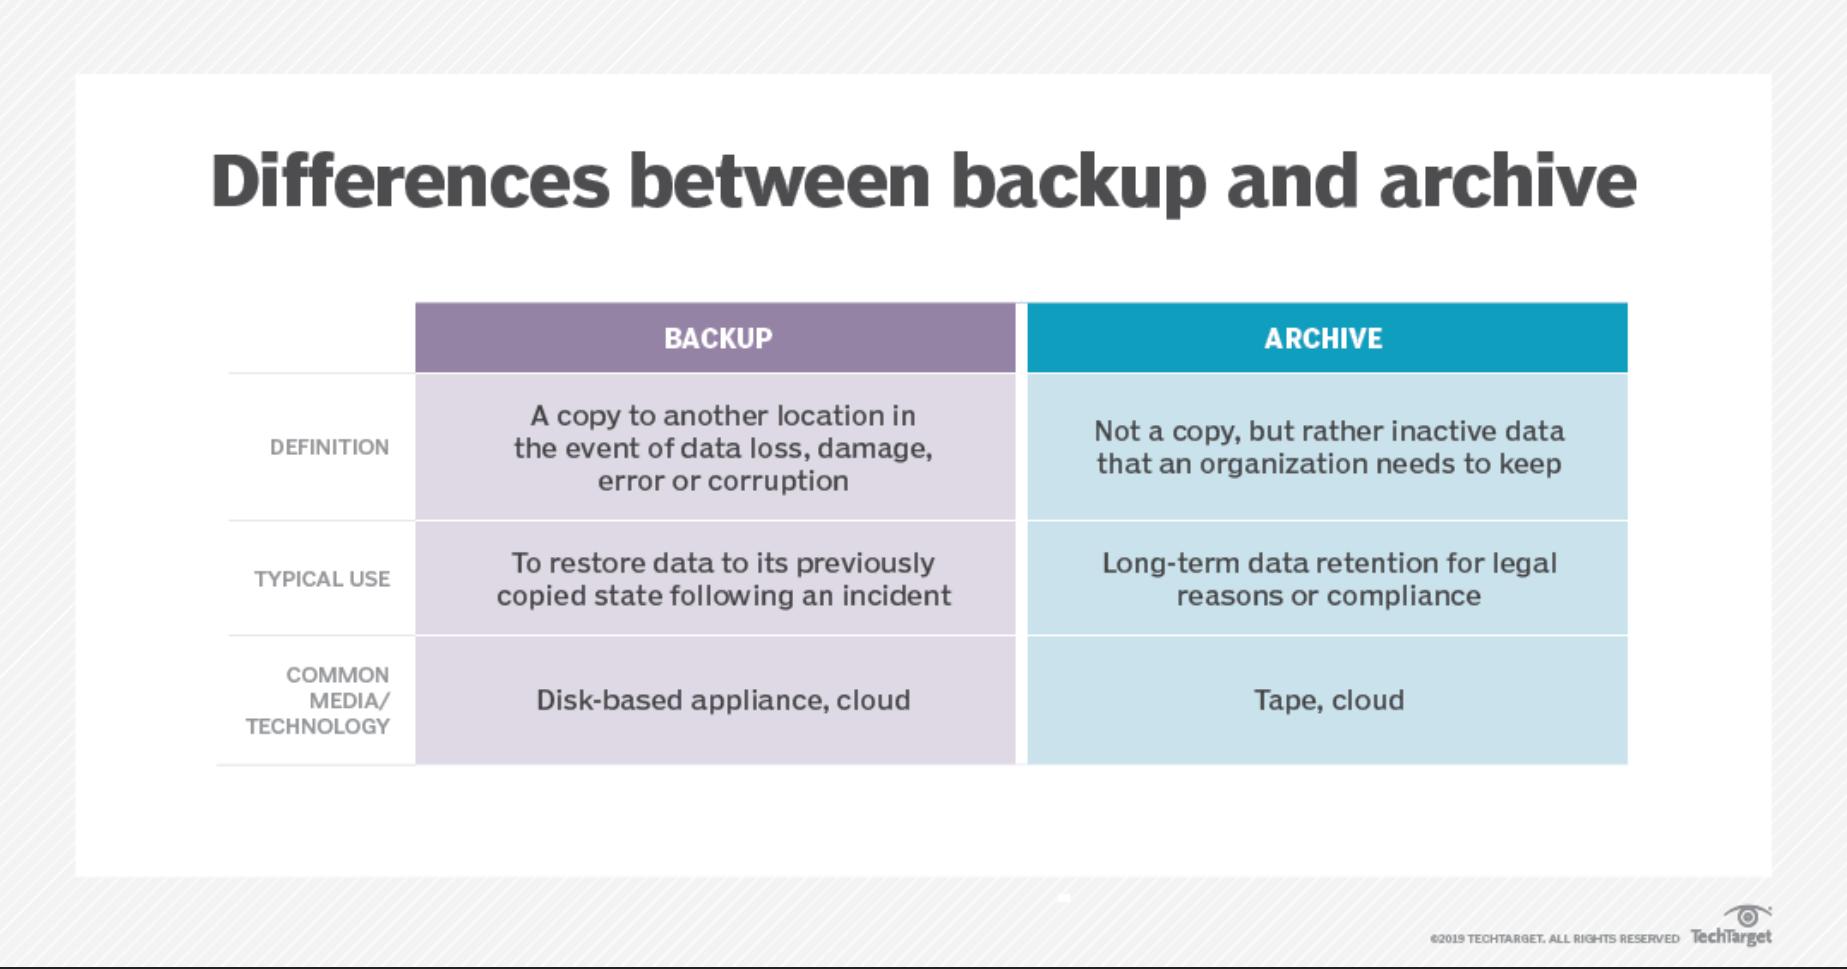 Differences between backup and archive
BACKUP
ARCHIVE
DEFINITION
A copy to another location in
the event of data loss, damage,
error or corruption
Not a copy, but rather inactive data
that an organization needs to keep
TYPICAL USE
To restore data to its previously
copied state following an incident
Long-term data retention for legal
reasons or compliance
COMMON
MEDIA/
TECHNOLOGY
Disk-based appliance, cloud
Tape, cloud
©2019 TECHTARGET. ALL RIGHTS RESERVED
TechTarget